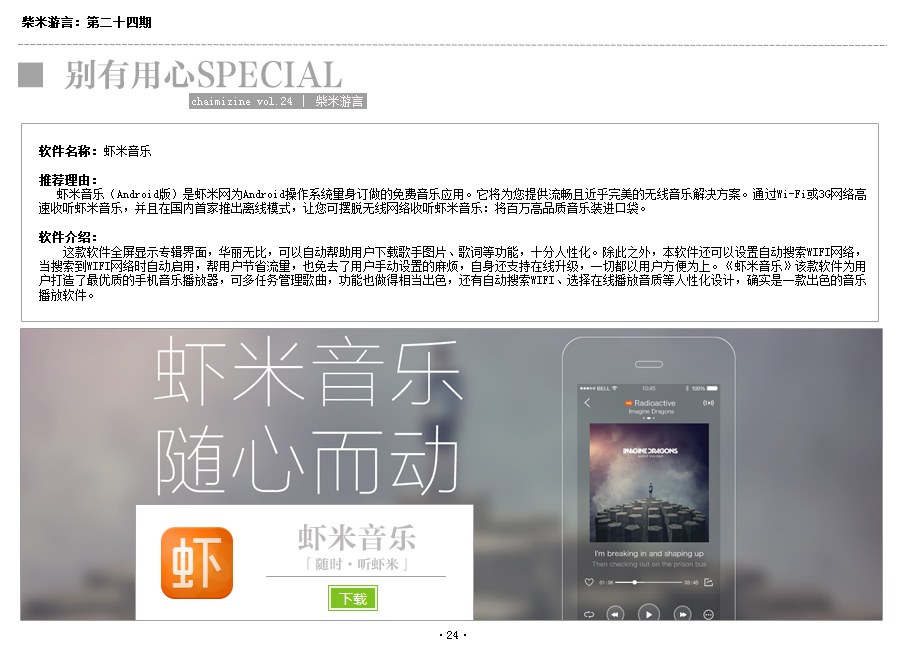 柴米游言：第二十四期
别有用心SPECIAL
chaimizine vol.24 | 柴米游言
软件名称：虾米音乐
推荐理由：
虾米音乐（Android版）是虾米网为Android操作系统量身订做的免费音乐应用。它将为您提供流畅且近乎完美的无线音乐解决方案。通过Wi-Fi或3G网络高
速收听虾米音乐，并且在国内首家推出离线模式，让您可摆脱无线网络收听虾米音乐：将百万高品质音乐装进口袋。
软件介绍：
这款软件全屏显示专辑界面，华丽无比，可以自动帮助用户下载歌手图片、歌词等功能，十分人性化。除此之外，本软件还可以设置自动搜索WIFI网络，
当搜索到WIFI网络时自动启用，帮用户节省流量，也免去了用户手动设置的麻烦，自身还支持在线升级，一切都以用户方便为上。《虾米音乐》该款软件为用
户打造了最优质的手机音乐播放器，可多任务管理歌曲，功能也做得相当出色，还有自动搜索WIFI、选择在线播放音质等人性化设计，确实是一款出色的音乐
播放软件。
虾米音乐
随心而动
虾
虾米音乐
「随时·听虾米」
下载
BELL 10:45 100%
Radioactive
Imagine Dragons
IMAGINE DRAGONS
I'm breaking in and shaping up
Then checking out on the prison bus
01:06 03:45
·24·